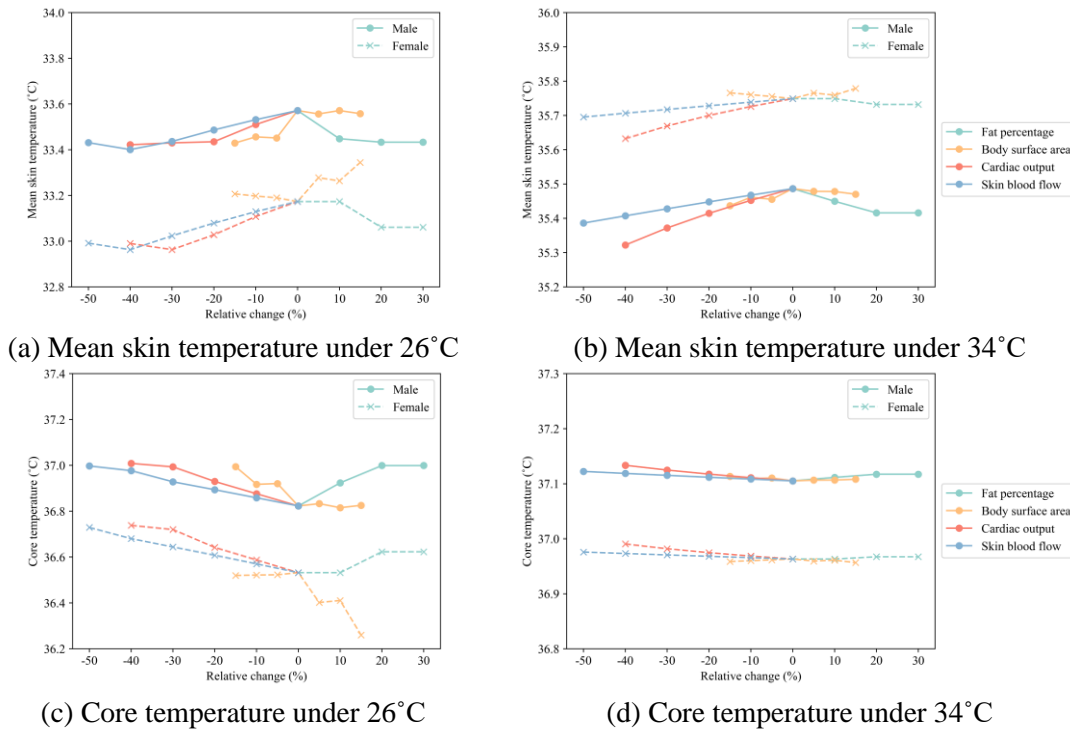 34.0
33.8
33.6
33.4
33.2
33.0
32.8
Mean skin temperature (˚C)
Male
Female
-50 -40 -30 -20 -10 0 10 20 30
Relative change (%)
(a) Mean skin temperature under 26˚C
36.0
35.9
35.8
35.7
35.6
35.5
35.4
35.3
35.2
Mean skin temperature (˚C)
Male
Female
-50 -40 -30 -20 -10 0 10 20 30
Relative change (%)
(b) Mean skin temperature under 34˚C
Fat percentage
Body surface area
Cardiac output
Skin blood flow
37.4
37.2
37.0
36.8
36.6
36.4
36.2
Core temperature (˚C)
Male
Female
-50 -40 -30 -20 -10 0 10 20 30
Relative change (%)
(c) Core temperature under 26˚C
37.3
37.2
37.1
37.0
36.9
36.8
Core temperature (˚C)
Male
Female
-50 -40 -30 -20 -10 0 10 20 30
Relative change (%)
(d) Core temperature under 34˚C
Fat percentage
Body surface area
Cardiac output
Skin blood flow